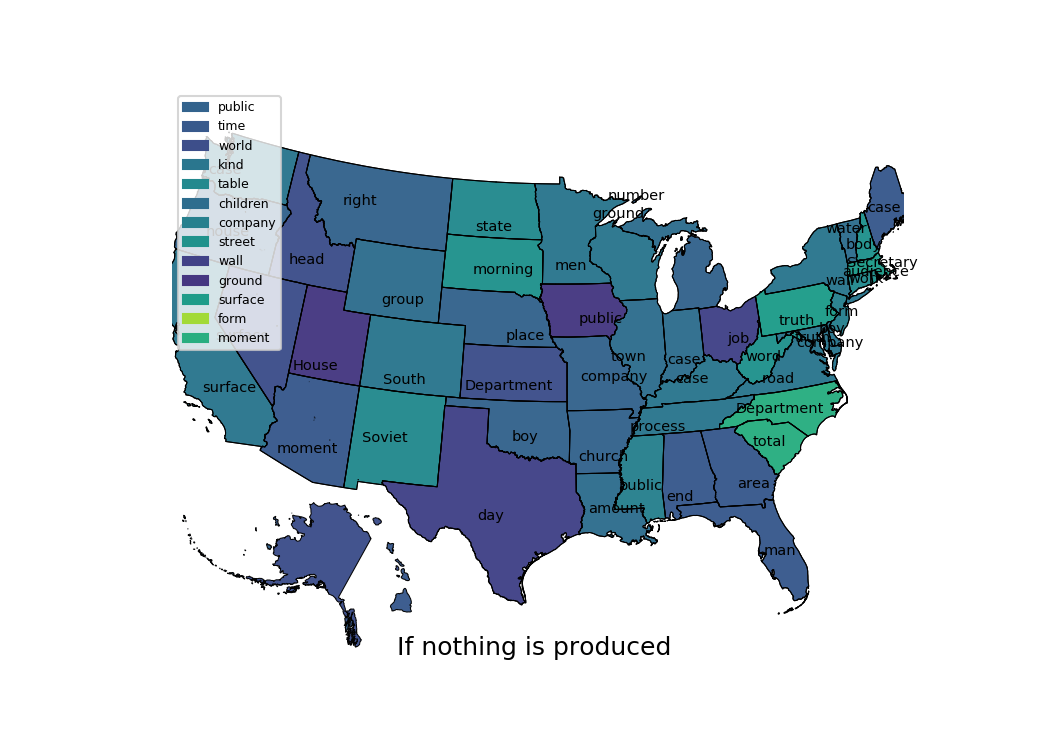 public
time
world
kind
table
children
company
street
wall
ground
surface
form
moment
right
state
number
ground
case
water
body
head
morning
men
Secretary
audience
wall
group
public
place
truth
form
boy
company
job
House
South
town
company
case
case
word
road
surface
Department
Department
Soviet
boy
process
total
moment
church
public
end
area
day
amount
man
If nothing is produced